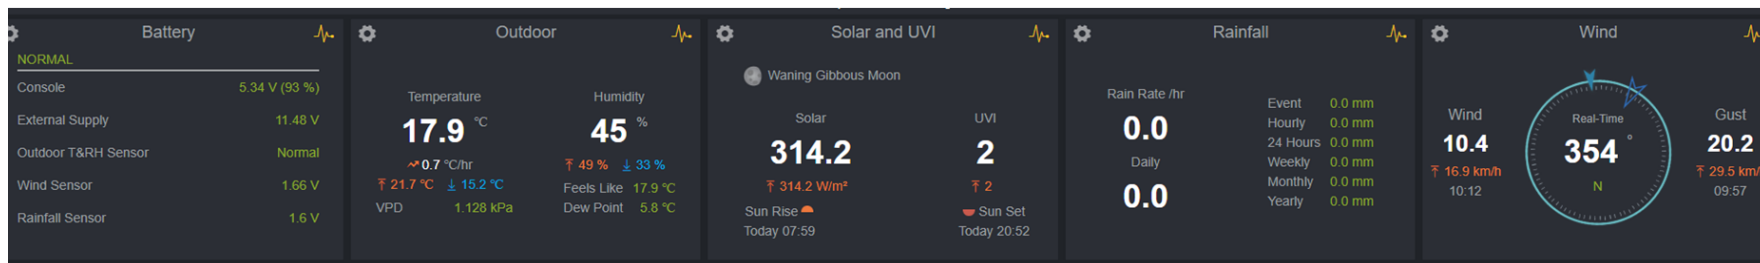 Battery
NORMAL
Console 5.34 V (93 %)
External Supply 11.48 V
Outdoor T&RH Sensor Normal
Wind Sensor 1.66 V
Rainfall Sensor 1.6 V
Outdoor
Temperature Humidity
17.9 °C 45 %
0.7 °C/hr 49 % 33 %
21.7 °C 15.2 °C Feels Like 17.9 °C
VPD 1.128 kPa Dew Point 5.8 °C
Solar and UVI
Waning Gibbous Moon
Solar UVI
314.2 2
314.2 W/m² 2
Sun Rise Sun Set
Today 07:59 Today 20:52
Rainfall
Rain Rate /hr
0.0
Daily
0.0
Event 0.0 mm
Hourly 0.0 mm
24 Hours 0.0 mm
Weekly 0.0 mm
Monthly 0.0 mm
Yearly 0.0 mm
Wind
Wind
10.4
16.9 km/h
10:12
Real-Time
354 °
N
Gust
20.2
29.5 km/
09:57